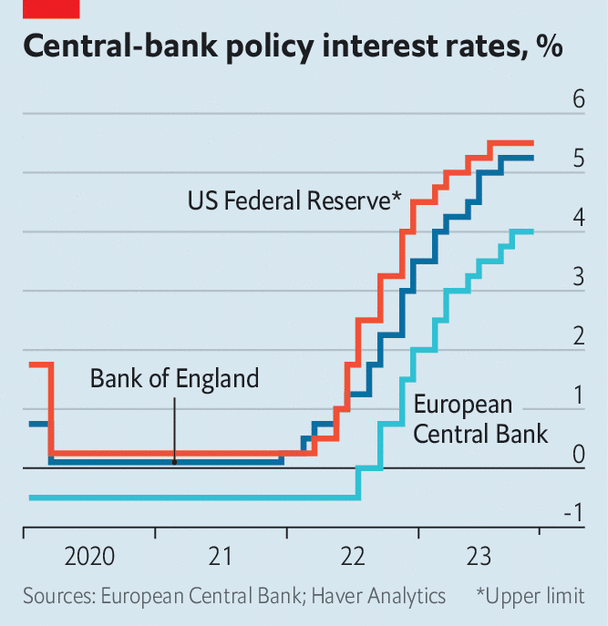 Central-bank policy interest rates, %
6
5
US Federal Reserve*
4
3
2
Bank of England
1
European
Central Bank
0
-1
2020 21 22 23
Sources: European Central Bank; Haver Analytics *Upper limit